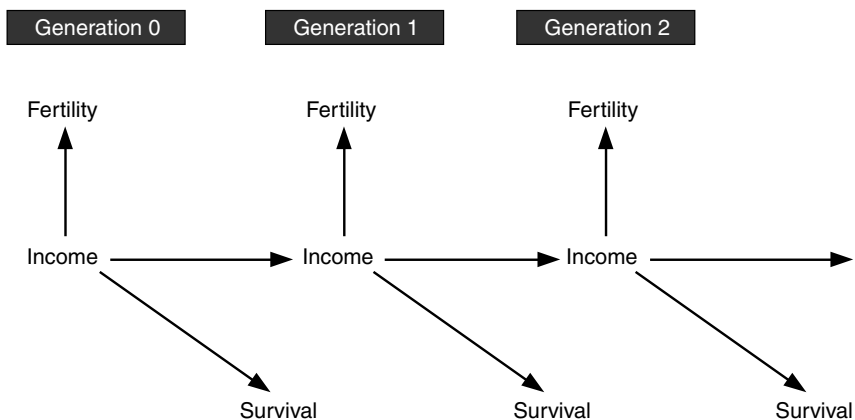 Generation 0
Generation 1
Generation 2
Fertility
Fertility
Fertility
Income
Income
Income
Survival
Survival
Survival